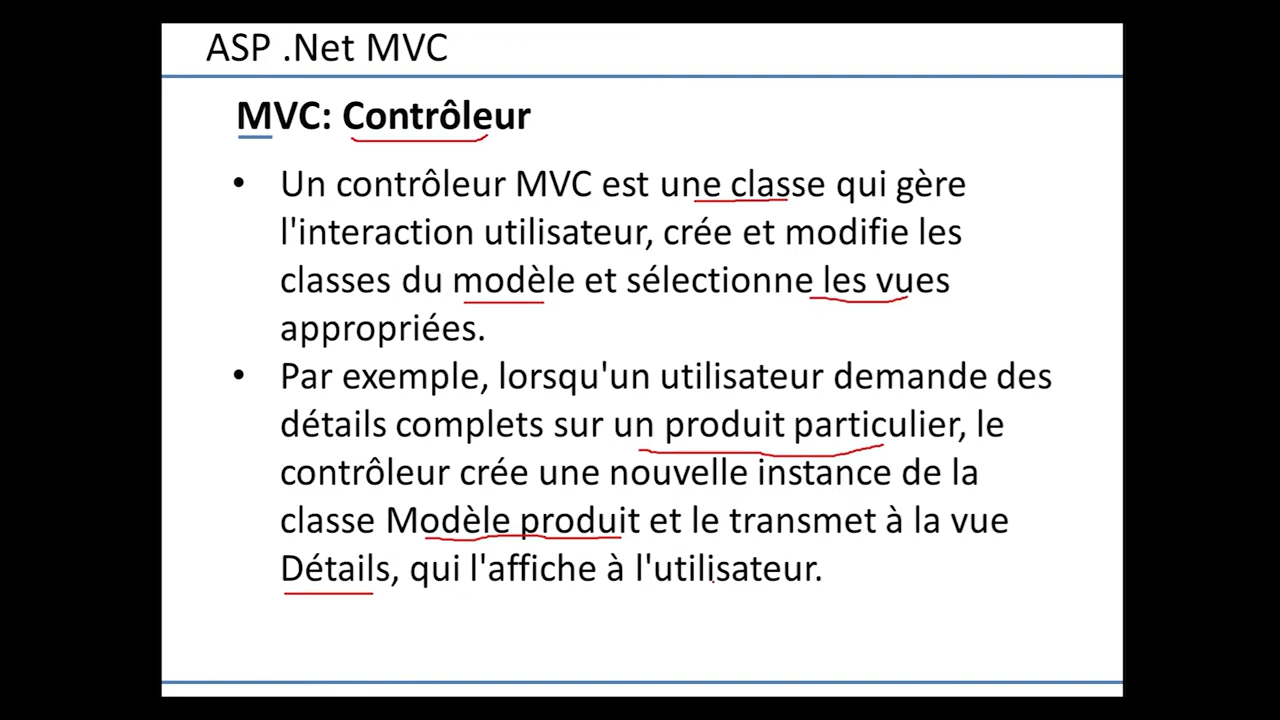 ASP .Net MVC
MVC: Contrôleur
• Un contrôleur MVC est une classe qui gère
l'interaction utilisateur, crée et modifie les
classes du modèle et sélectionne les vues
appropriées.
• Par exemple, lorsqu'un utilisateur demande des
détails complets sur un produit particulier, le
contrôleur crée une nouvelle instance de la
classe Modèle produit et le transmet à la vue
Détails, qui l'affiche à l'utilisateur.